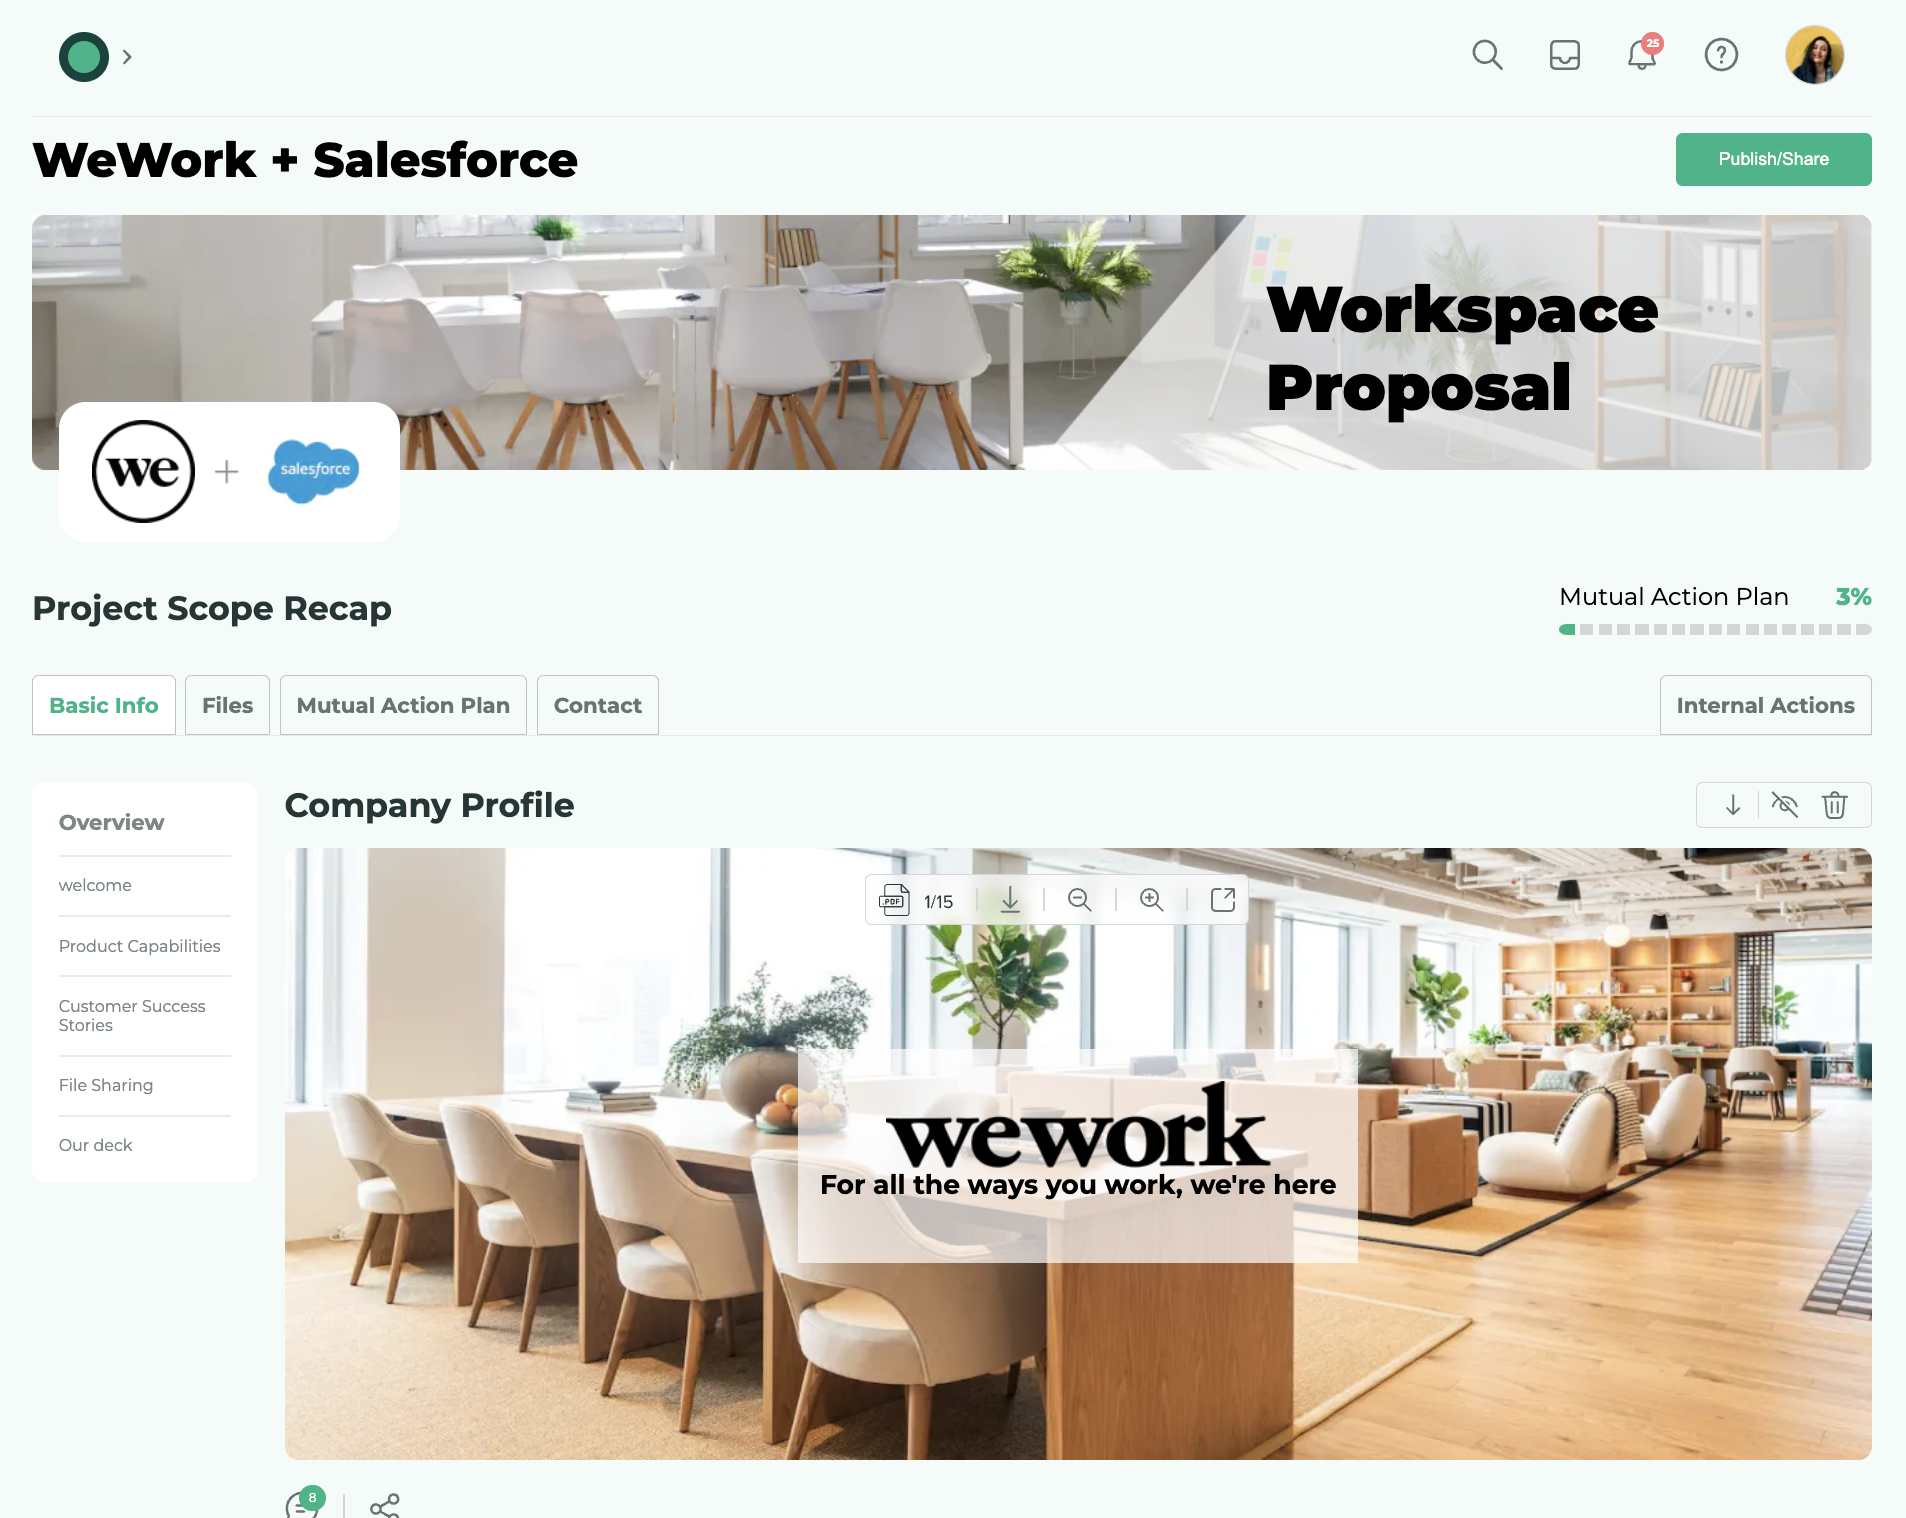 25
?
WeWork + Salesforce
Publish/Share
Workspace
Proposal
we
+
salesforce
Project Scope Recap
Mutual Action Plan 3%
Basic Info
Files
Mutual Action Plan
Contact
Internal Actions
Overview
welcome
Product Capabilities
Customer Success
Stories
File Sharing
Our deck
Company Profile
.PDF 1/15
wework
For all the ways you work, we're here
8